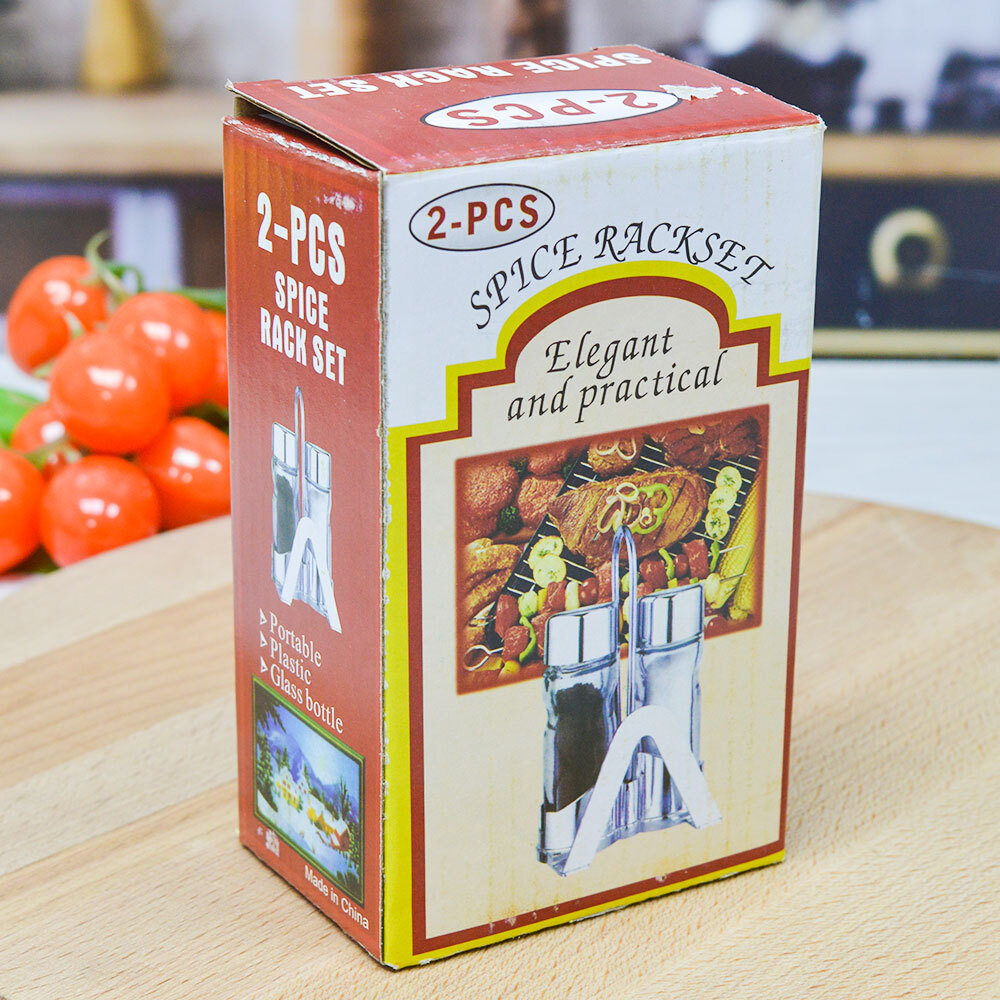 SPICE RACK SET
2-PCS
2-PCS
SPICE RACKSET
Elegant
and practical
2-PCS
SPICE
RACK SET
Portable
Plastic
Glass bottle
Made in China